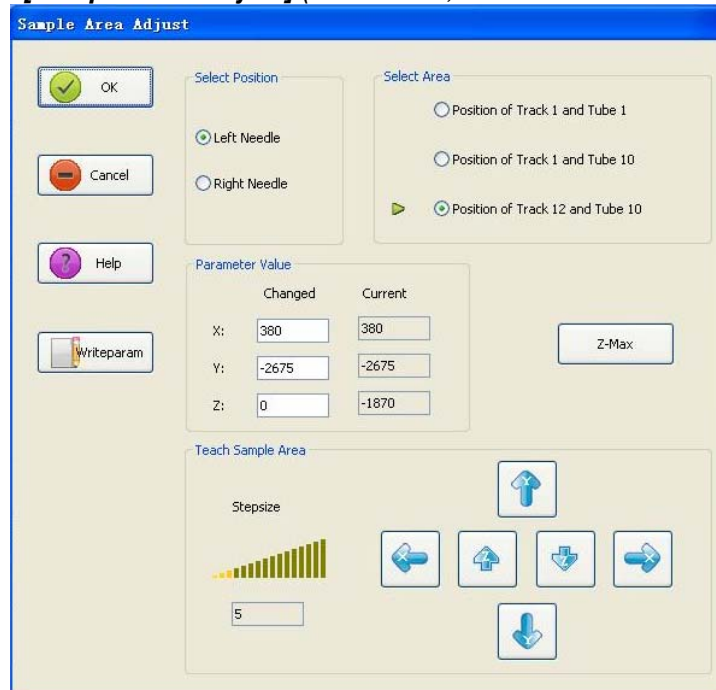 Sample Area Adjust
OK
Cancel
Help
Writeparam
Select Position
Left Needle
Right Needle
Select Area
Position of Track 1 and Tube 1
Position of Track 1 and Tube 10
Position of Track 12 and Tube 10
Parameter Value
Changed Current
X: 380 380
Y: -2675 -2675
Z: 0 -1870
Z-Max
Teach Sample Area
Stepsize
5
Y
X Z Z X
Y